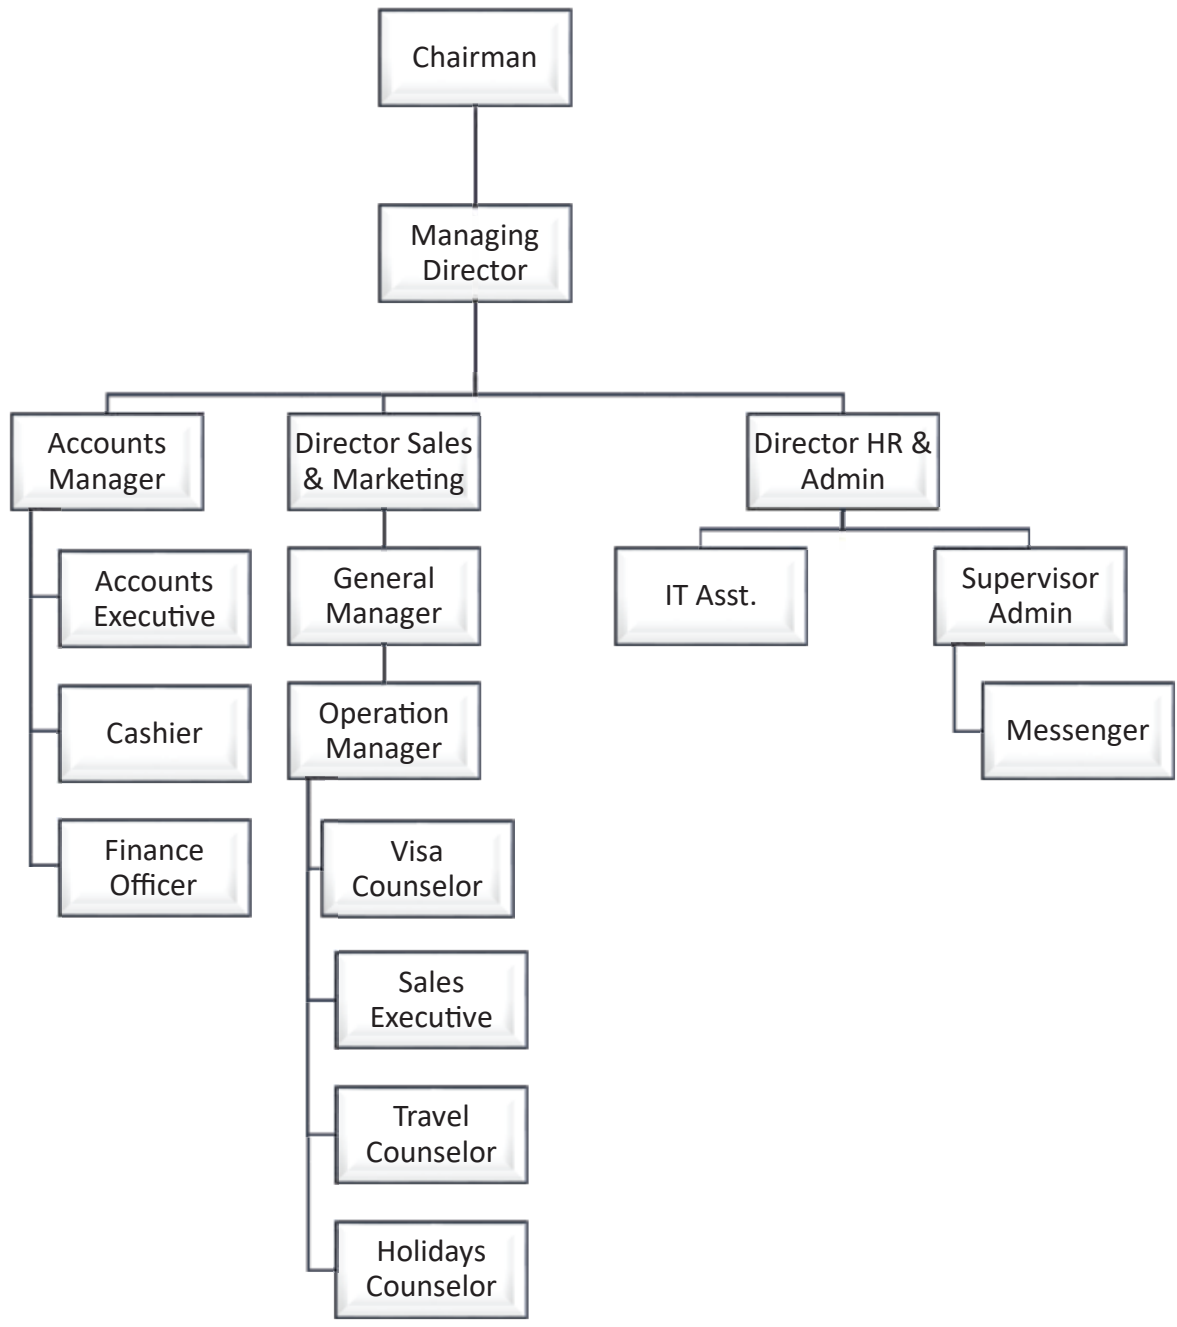 Chairman
Managing
Director
Accounts
Manager
Director Sales
& Marketing
Director HR &
Admin
Accounts
Executive
General
Manager
IT Asst.
Supervisor
Admin
Cashier
Operation
Manager
Messenger
Finance
Officer
Visa
Counselor
Sales
Executive
Travel
Counselor
Holidays
Counselor